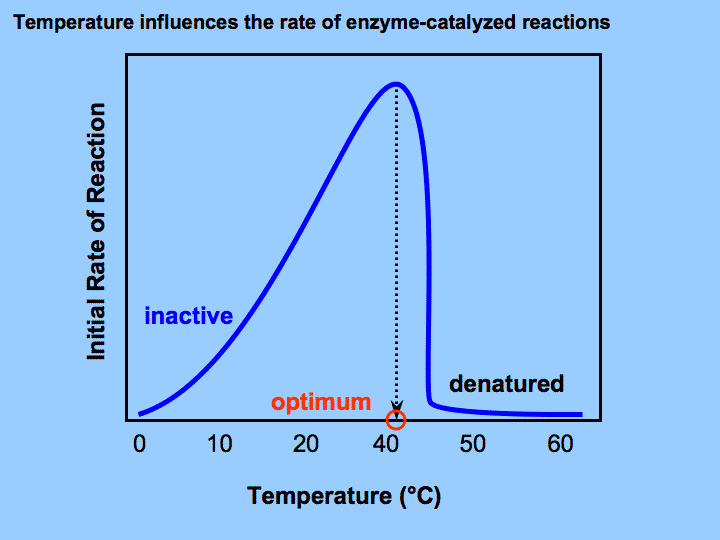 Temperature influences the rate of enzyme-catalyzed reactions
Initial Rate of Reaction
inactive
denatured
optimum
0 10 20 40 50 60
Temperature (°C)